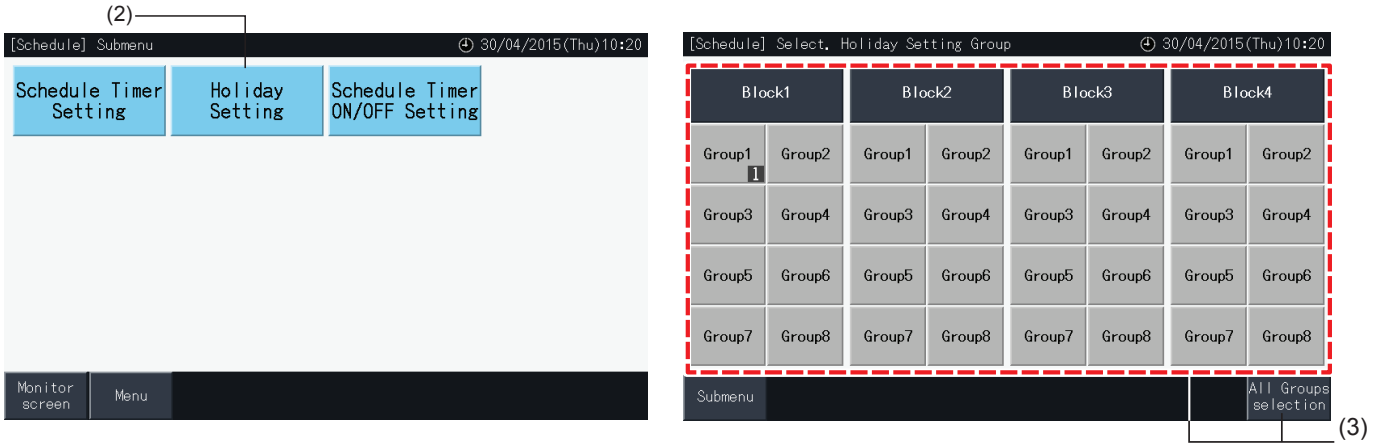 (2)
[Schedule] Submenu 30/04/2015(Thu)10:20
Schedule Timer Setting Holiday Setting Schedule Timer ON/OFF Setting
Monitor screen Menu
[Schedule] Select. Holiday Setting Group 30/04/2015(Thu)10:20
Block1 Block2 Block3 Block4
Group1 Group2 Group1 Group2 Group1 Group2 Group1 Group2
1
Group3 Group4 Group3 Group4 Group3 Group4 Group3 Group4
Group5 Group6 Group5 Group6 Group5 Group6 Group5 Group6
Group7 Group8 Group7 Group8 Group7 Group8 Group7 Group8
Submenu All Groups selection
(3)